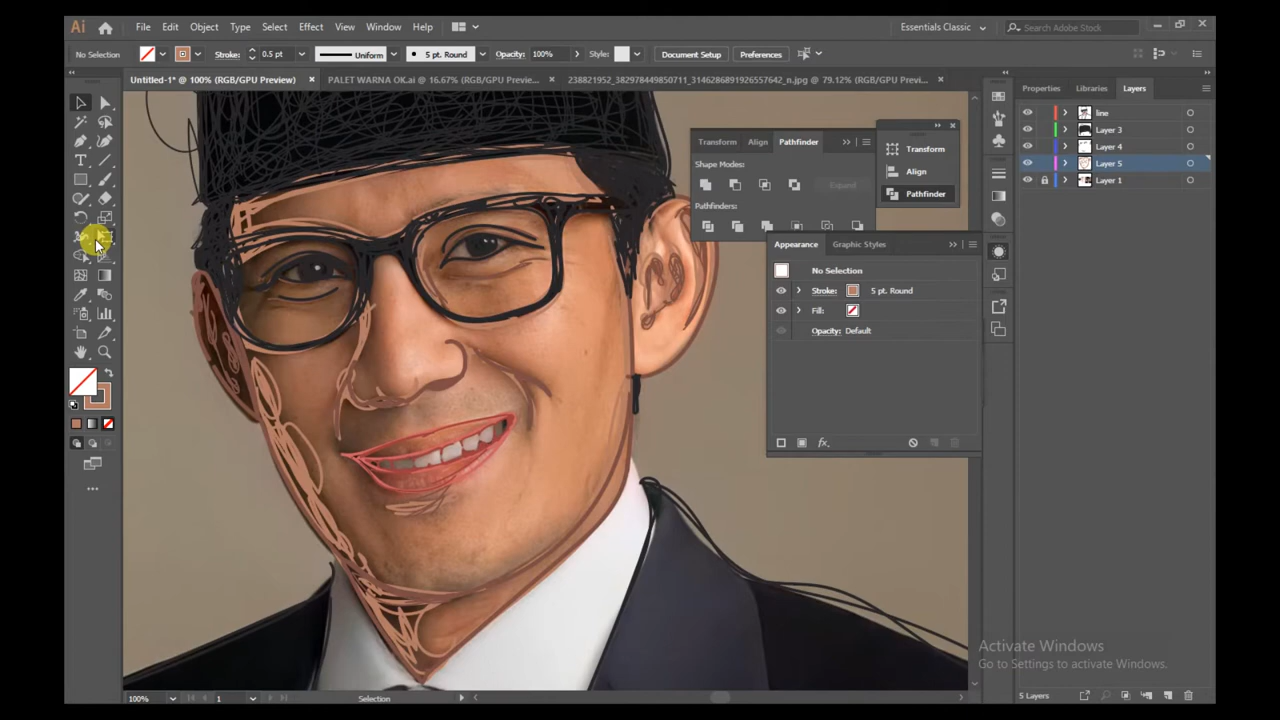 Ai File Edit Object Type Select Effect View Window Help Essentials Classic Search Adobe Stock
No Selection Stroke: 0.5 pt Uniform 5 pt. Round Opacity: 100% Style: Document Setup Preferences
Untitled-1* @ 100% (RGB/GPU Preview) PALET WARNA OK.ai @ 16.67% (RGB/GPU Previe... 238821952_382978449850711_3146286891926557642_n.jpg @ 79.12% (RGB/GPU Previ...
Properties Libraries Layers
line
Layer 3
Layer 4
Layer 5
Layer 1
Transform Align Pathfinder
Shape Modes:
Expand
Pathfinders:
Transform
Align
Pathfinder
Appearance Graphic Styles
No Selection
Stroke: 5 pt. Round
Fill:
Opacity: Default
fx.
Activate Windows
Go to Settings to activate Windows.
100% 1 Selection 5 Layers